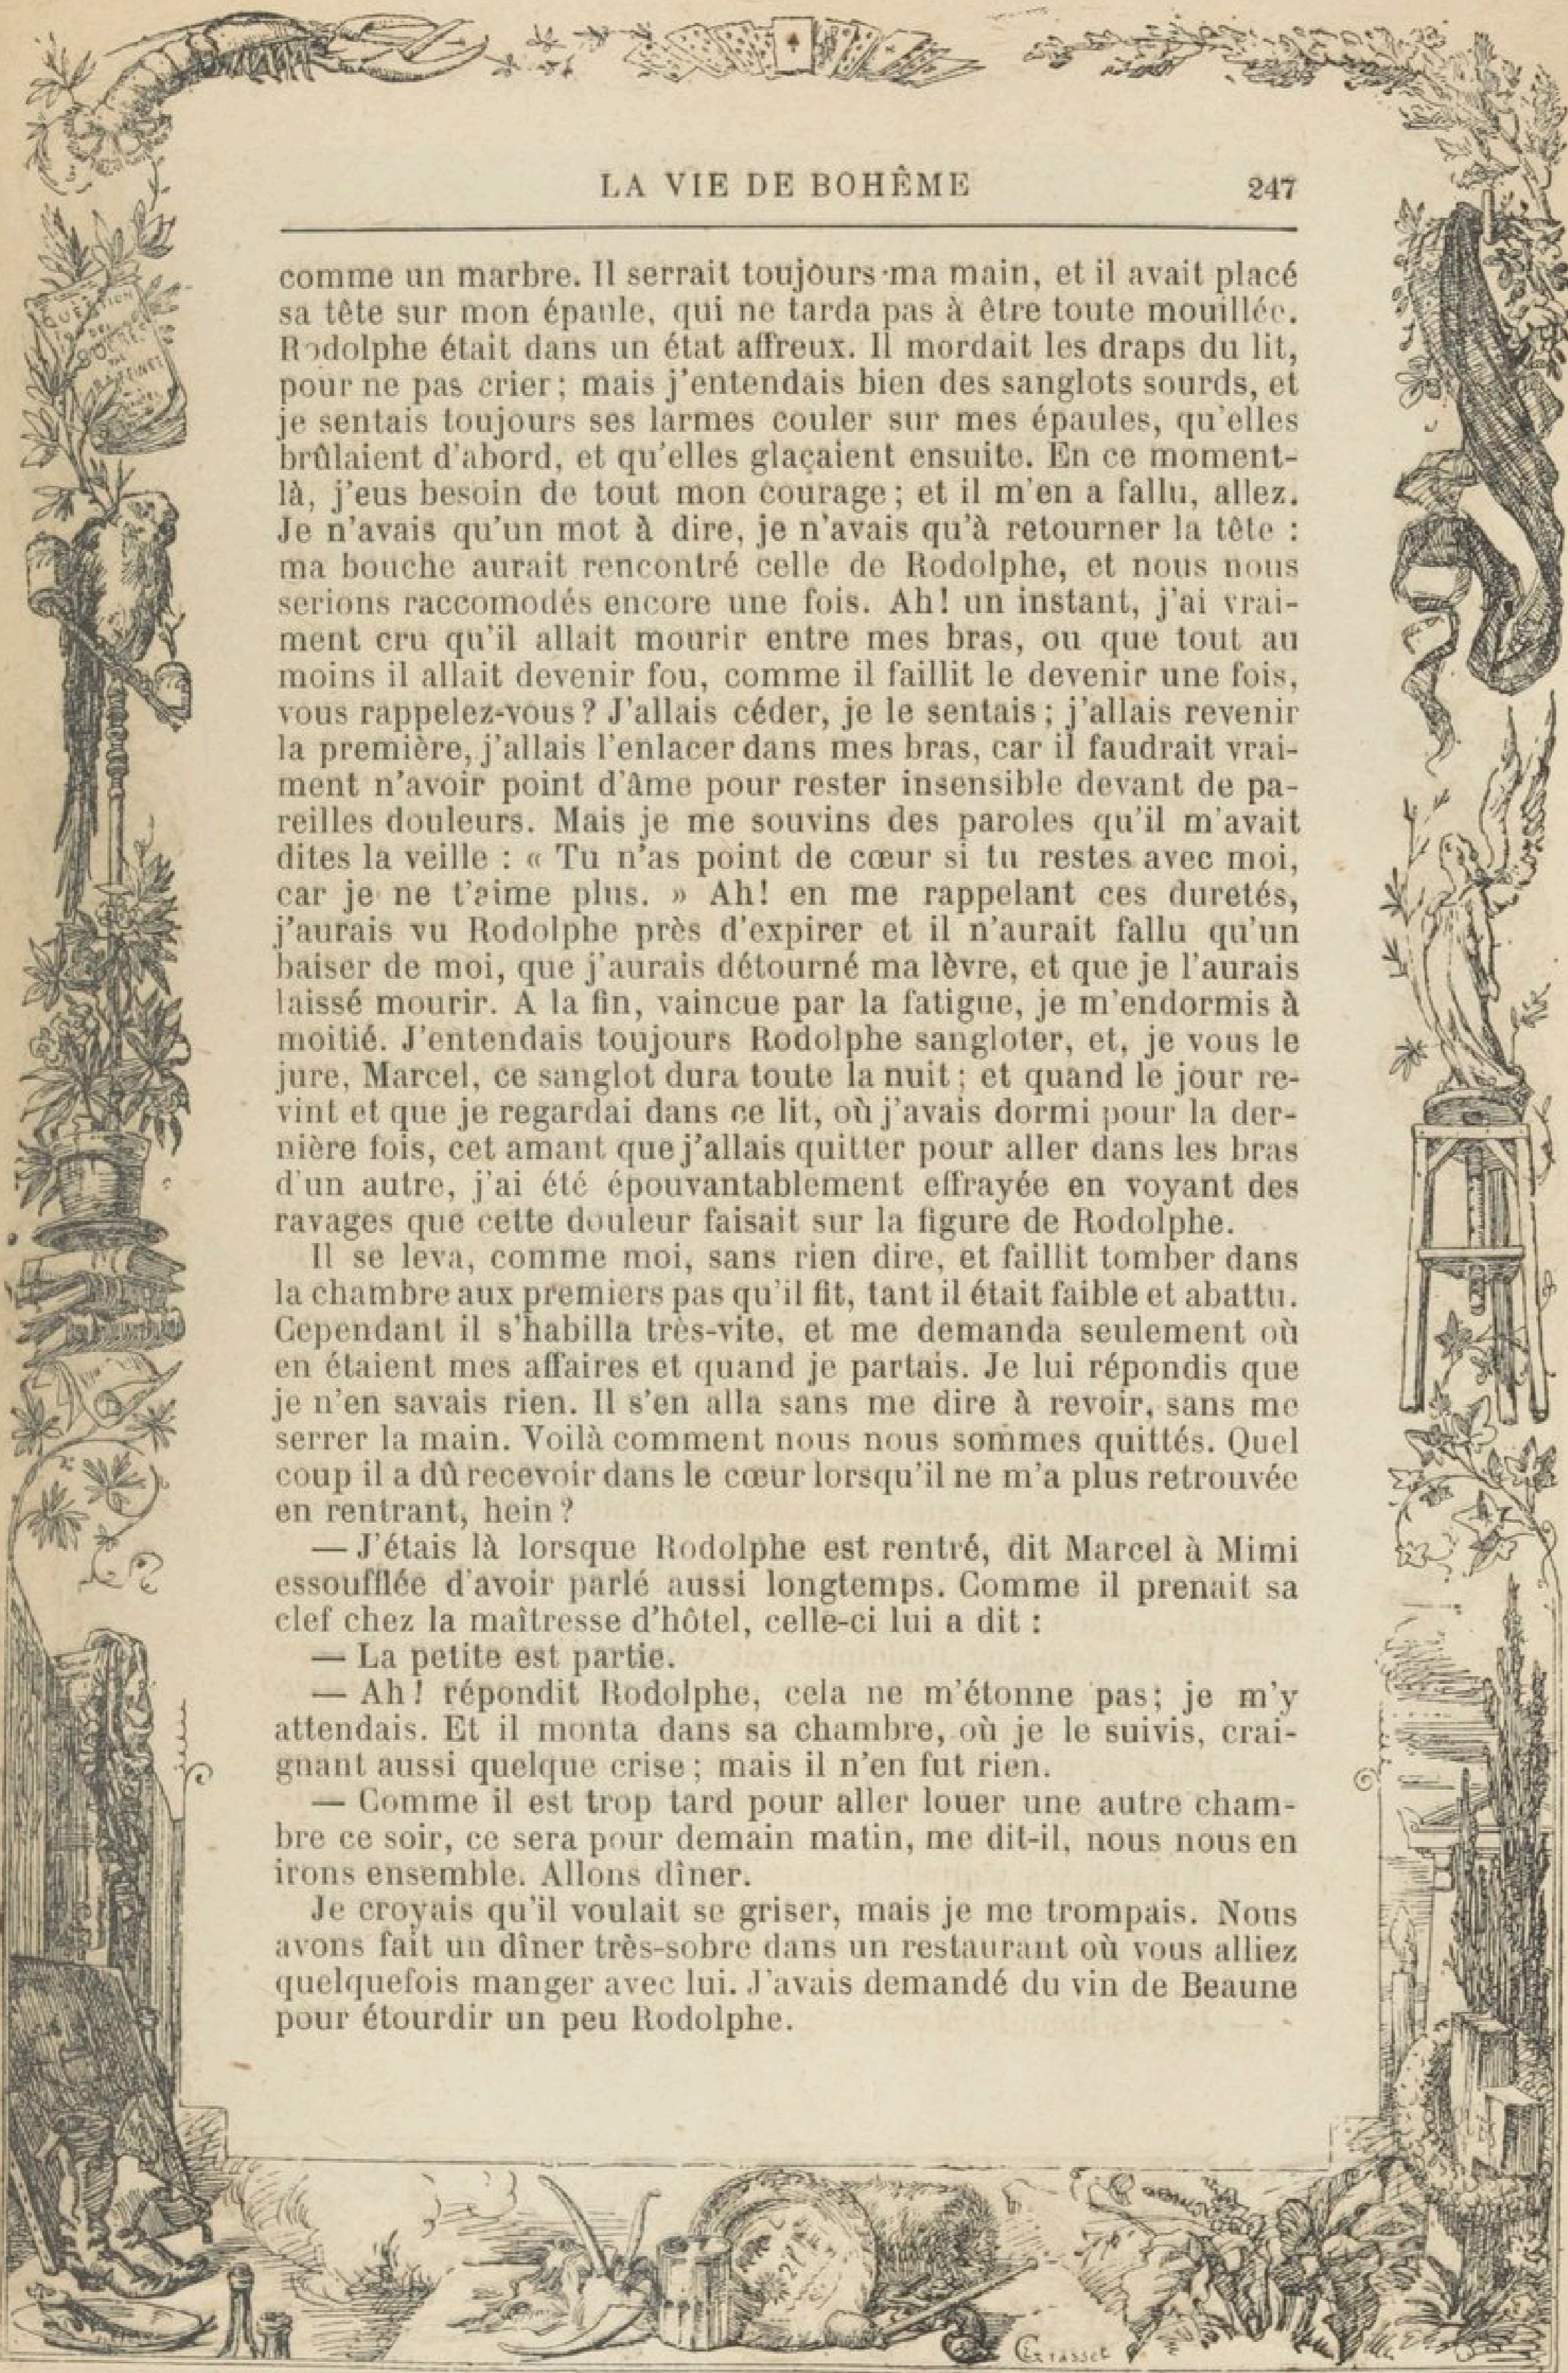 LA VIE DE BOHÊME 247
comme un marbre. Il serrait toujours ma main, et il avait placé
sa tête sur mon épaule, qui ne tarda pas à être toute mouillée.
Rodolphe était dans un état affreux. Il mordait les draps du lit,
pour ne pas crier; mais j'entendais bien des sanglots sourds, et
je sentais toujours ses larmes couler sur mes épaules, qu'elles
brûlaient d'abord, et qu'elles glaçaient ensuite. En ce moment-
là, j'eus besoin de tout mon courage; et il m'en a fallu, allez.
Je n'avais qu'un mot à dire, je n'avais qu'à retourner la tête :
ma bouche aurait rencontré celle de Rodolphe, et nous nous
serions raccomodés encore une fois. Ah! un instant, j'ai vrai-
ment cru qu'il allait mourir entre mes bras, ou que tout au
moins il allait devenir fou, comme il faillit le devenir une fois,
vous rappelez-vous? J'allais céder, je le sentais; j'allais revenir
la première, j'allais l'enlacer dans mes bras, car il faudrait vrai-
ment n'avoir point d'âme pour rester insensible devant de pa-
reilles douleurs. Mais je me souvins des paroles qu'il m'avait
dites la veille : « Tu n'as point de cœur si tu restes avec moi,
car je ne t'aime plus. » Ah! en me rappelant ces duretés,
j'aurais vu Rodolphe près d'expirer et il n'aurait fallu qu'un
baiser de moi, que j'aurais détourné ma lèvre, et que je l'aurais
laissé mourir. A la fin, vaincue par la fatigue, je m'endormis à
moitié. J'entendais toujours Rodolphe sangloter, et, je vous le
jure, Marcel, ce sanglot dura toute la nuit; et quand le jour re-
vint et que je regardai dans ce lit, où j'avais dormi pour la der-
nière fois, cet amant que j'allais quitter pour aller dans les bras
d'un autre, j'ai été épouvantablement effrayée en voyant des
ravages que cette douleur faisait sur la figure de Rodolphe.
Il se leva, comme moi, sans rien dire, et faillit tomber dans
la chambre aux premiers pas qu'il fit, tant il était faible et abattu.
Cependant il s'habilla très-vite, et me demanda seulement où
en étaient mes affaires et quand je partais. Je lui répondis que
je n'en savais rien. Il s'en alla sans me dire à revoir, sans me
serrer la main. Voilà comment nous nous sommes quittés. Quel
coup il a dû recevoir dans le cœur lorsqu'il ne m'a plus retrouvée
en rentrant, hein?
— J'étais là lorsque Rodolphe est rentré, dit Marcel à Mimi
essoufflée d'avoir parlé aussi longtemps. Comme il prenait sa
clef chez la maîtresse d'hôtel, celle-ci lui a dit :
— La petite est partie.
— Ah! répondit Rodolphe, cela ne m'étonne pas; je m'y
attendais. Et il monta dans sa chambre, où je le suivis, crai-
gnant aussi quelque crise; mais il n'en fut rien.
— Comme il est trop tard pour aller louer une autre cham-
bre ce soir, ce sera pour demain matin, me dit-il, nous nous en
irons ensemble. Allons dîner.
Je croyais qu'il voulait se griser, mais je me trompais. Nous
avons fait un dîner très-sobre dans un restaurant où vous alliez
quelquefois manger avec lui. J'avais demandé du vin de Beaune
pour étourdir un peu Rodolphe.
Grasset